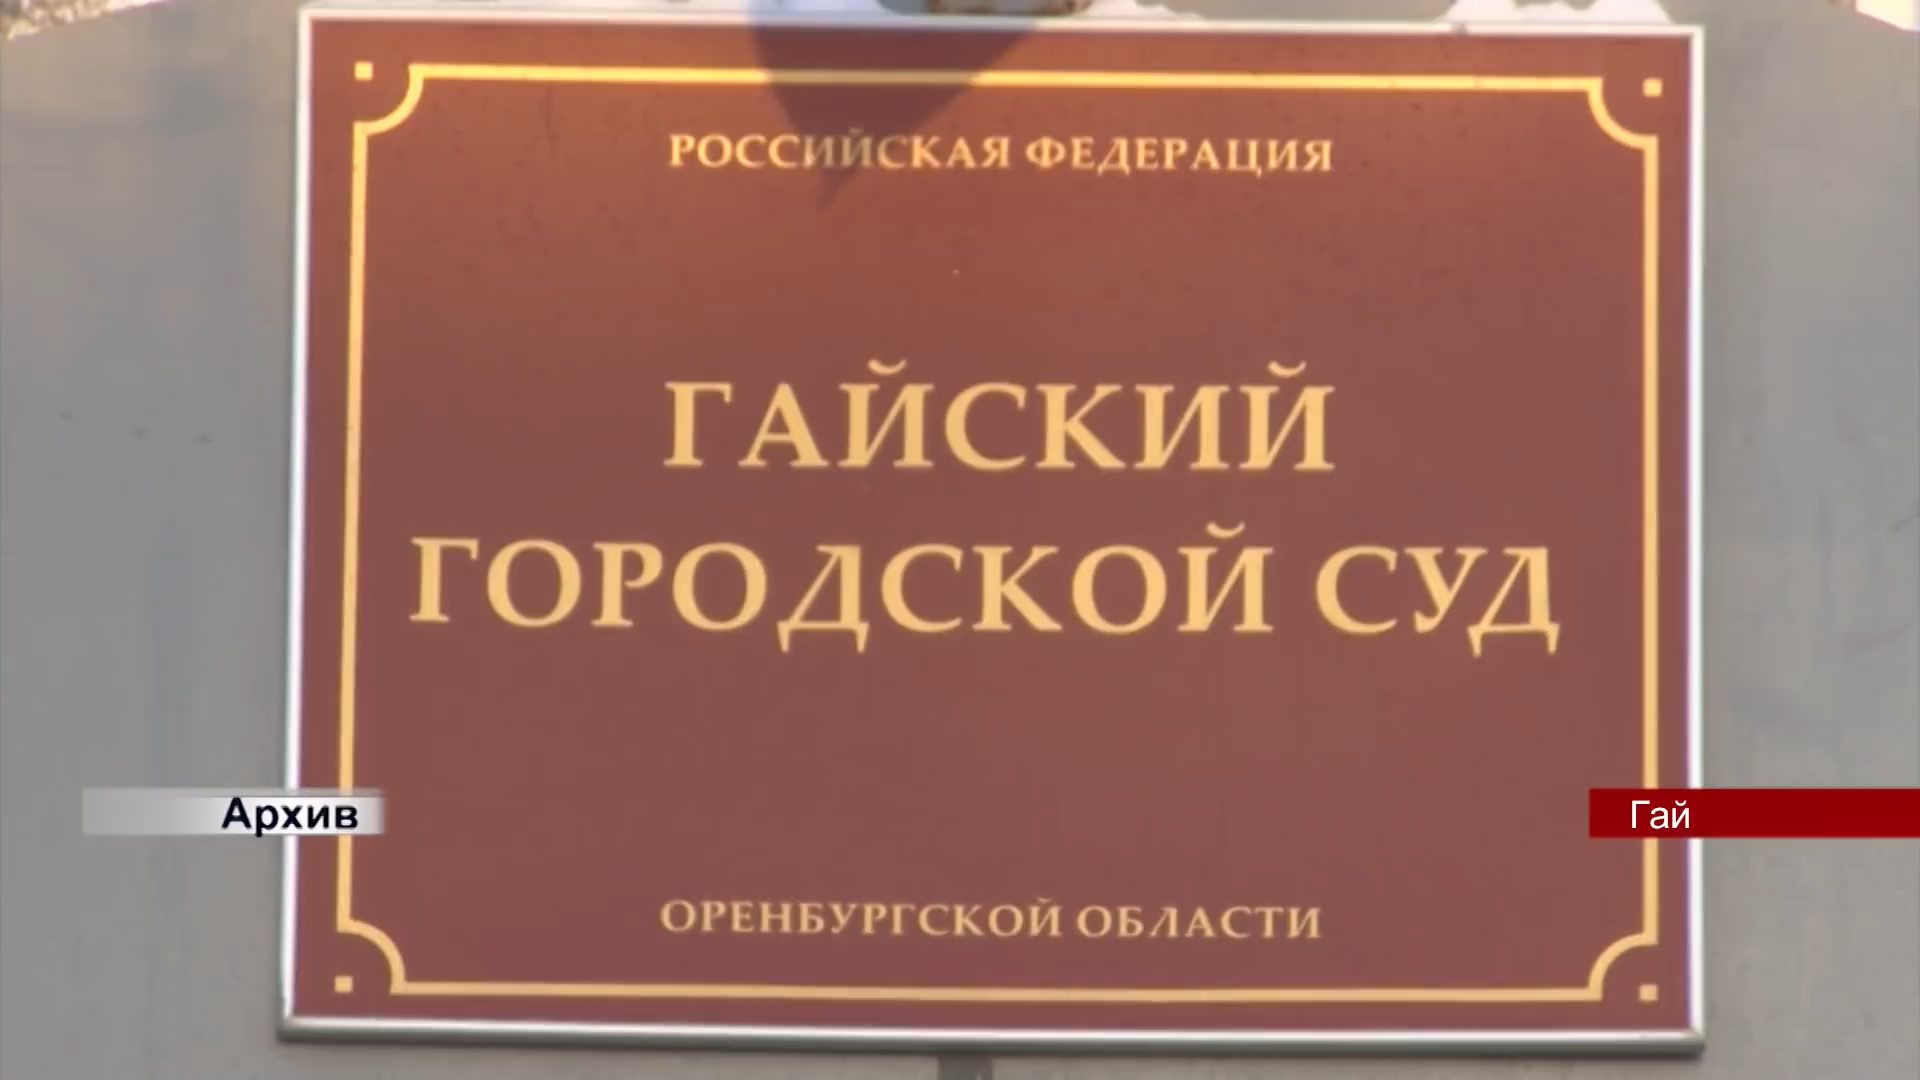 РОССИЙСКАЯ ФЕДЕРАЦИЯ
ГАЙСКИЙ
ГОРОДСКОЙ СУД
Архив
Гай
ОРЕНБУРГСКОЙ ОБЛАСТИ